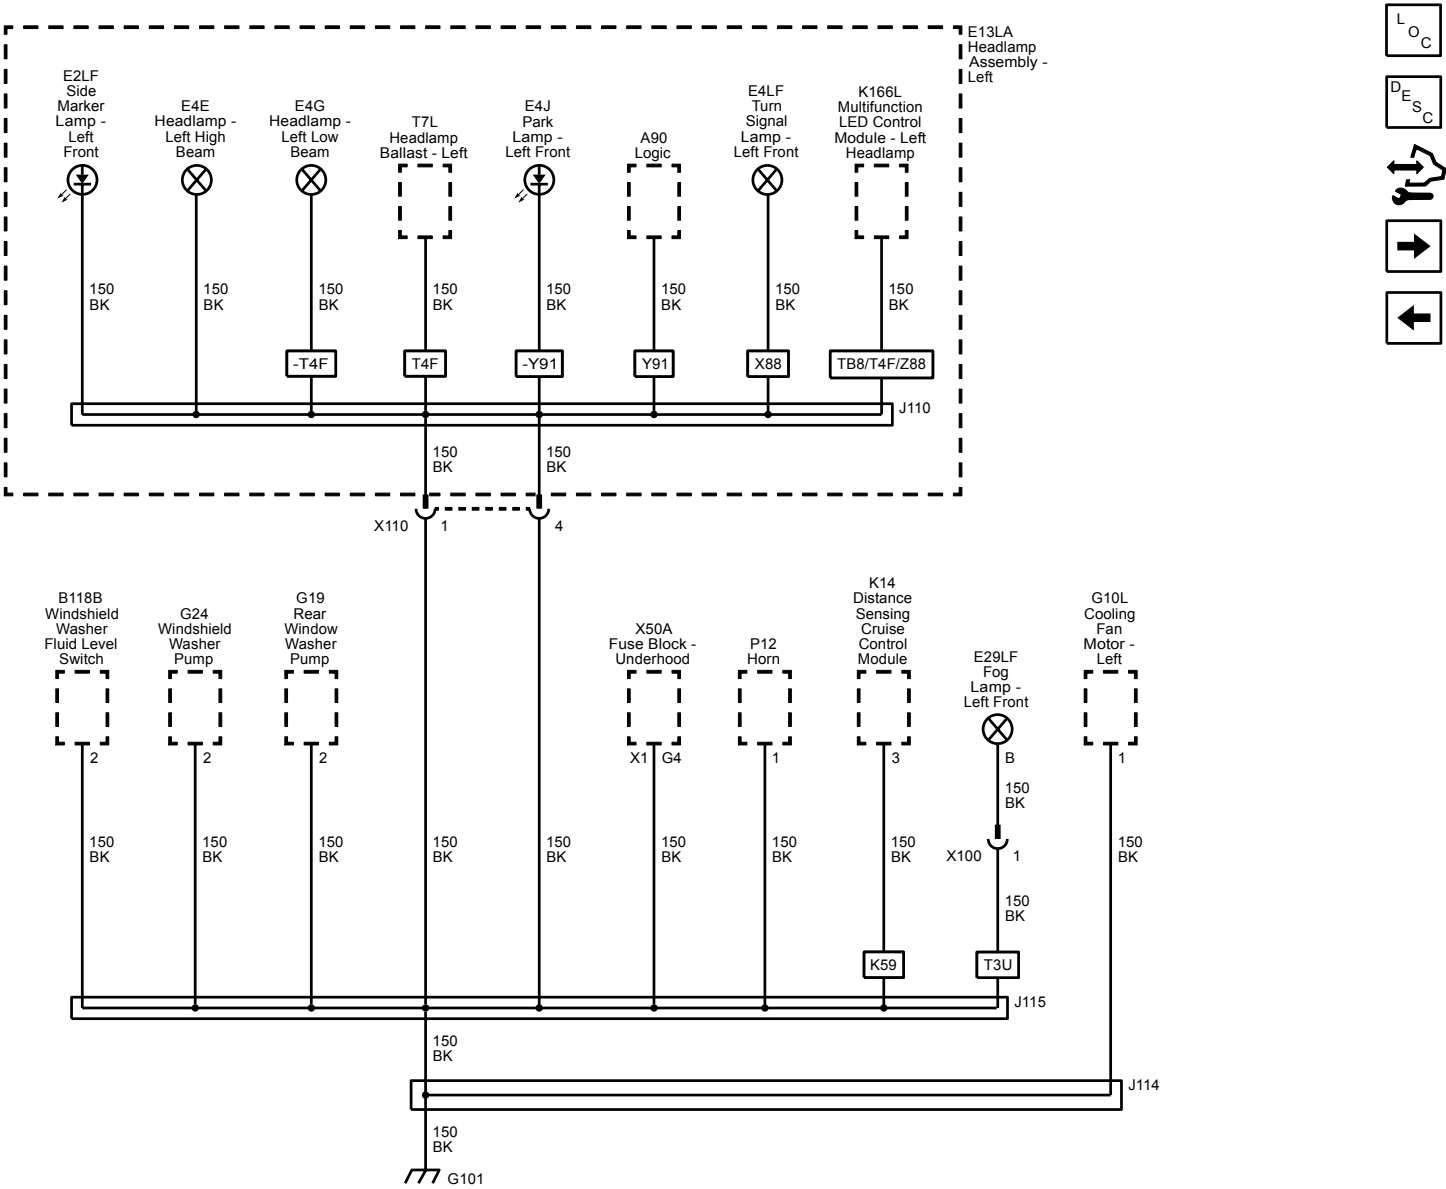 E13LA
Headlamp
Assembly -
Left
L
O
C
D
E
S
C
E2LF
Side
Marker
Lamp -
Left
Front
E4E
Headlamp -
Left High
Beam
E4G
Headlamp -
Left Low
Beam
T7L
Headlamp
Ballast - Left
E4J
Park
Lamp -
Left Front
A90
Logic
E4LF
Turn
Signal
Lamp -
Left Front
K166L
Multifunction
LED Control
Module - Left
Headlamp
150
BK
150
BK
150
BK
150
BK
150
BK
150
BK
150
BK
150
BK
-T4F
T4F
-Y91
Y91
X88
TB8/T4F/Z88
J110
150
BK
150
BK
X110
1
4
B118B
Windshield
Washer
Fluid Level
Switch
G24
Windshield
Washer
Pump
G19
Rear
Window
Washer
Pump
X50A
Fuse Block -
Underhood
P12
Horn
K14
Distance
Sensing
Cruise
Control
Module
E29LF
Fog
Lamp -
Left Front
G10L
Cooling
Fan
Motor -
Left
2
2
2
X1
G4
1
3
B
1
150
BK
150
BK
150
BK
150
BK
150
BK
150
BK
150
BK
150
BK
150
BK
150
BK
X100
1
150
BK
K59
T3U
J115
150
BK
J114
150
BK
G101